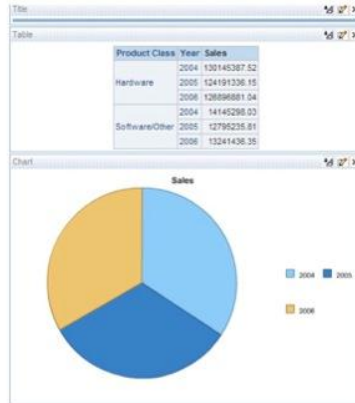 Title
Table
Product Class Year Sales
Hardware 2004 130145387.52
2005 124191336.15
2006 126896881.04
Software/Other 2004 14145298.03
2005 12795235.81
2006 13241436.35
Chart
Sales
2004 2005
2006